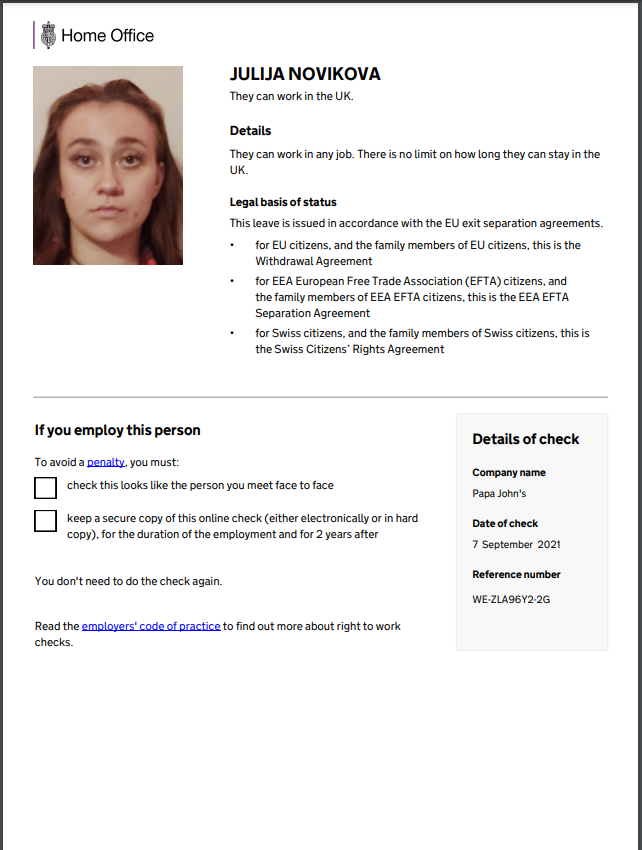 Home Office
JULIJA NOVIKOVA
They can work in the UK.
Details
They can work in any job. There is no limit on how long they can stay in the
UK.
Legal basis of status
This leave is issued in accordance with the EU exit separation agreements.
• for EU citizens, and the family members of EU citizens, this is the
Withdrawal Agreement
• for EEA European Free Trade Association (EFTA) citizens, and
the family members of EEA EFTA citizens, this is the EEA EFTA
Separation Agreement
• for Swiss citizens, and the family members of Swiss citizens, this is
the Swiss Citizens’ Rights Agreement
If you employ this person
To avoid a penalty, you must:
check this looks like the person you meet face to face
keep a secure copy of this online check (either electronically or in hard
copy), for the duration of the employment and for 2 years after
You don't need to do the check again.
Read the employers' code of practice to find out more about right to work
checks.
Details of check
Company name
Papa John's
Date of check
7 September 2021
Reference number
WE-ZLA96Y2-2G